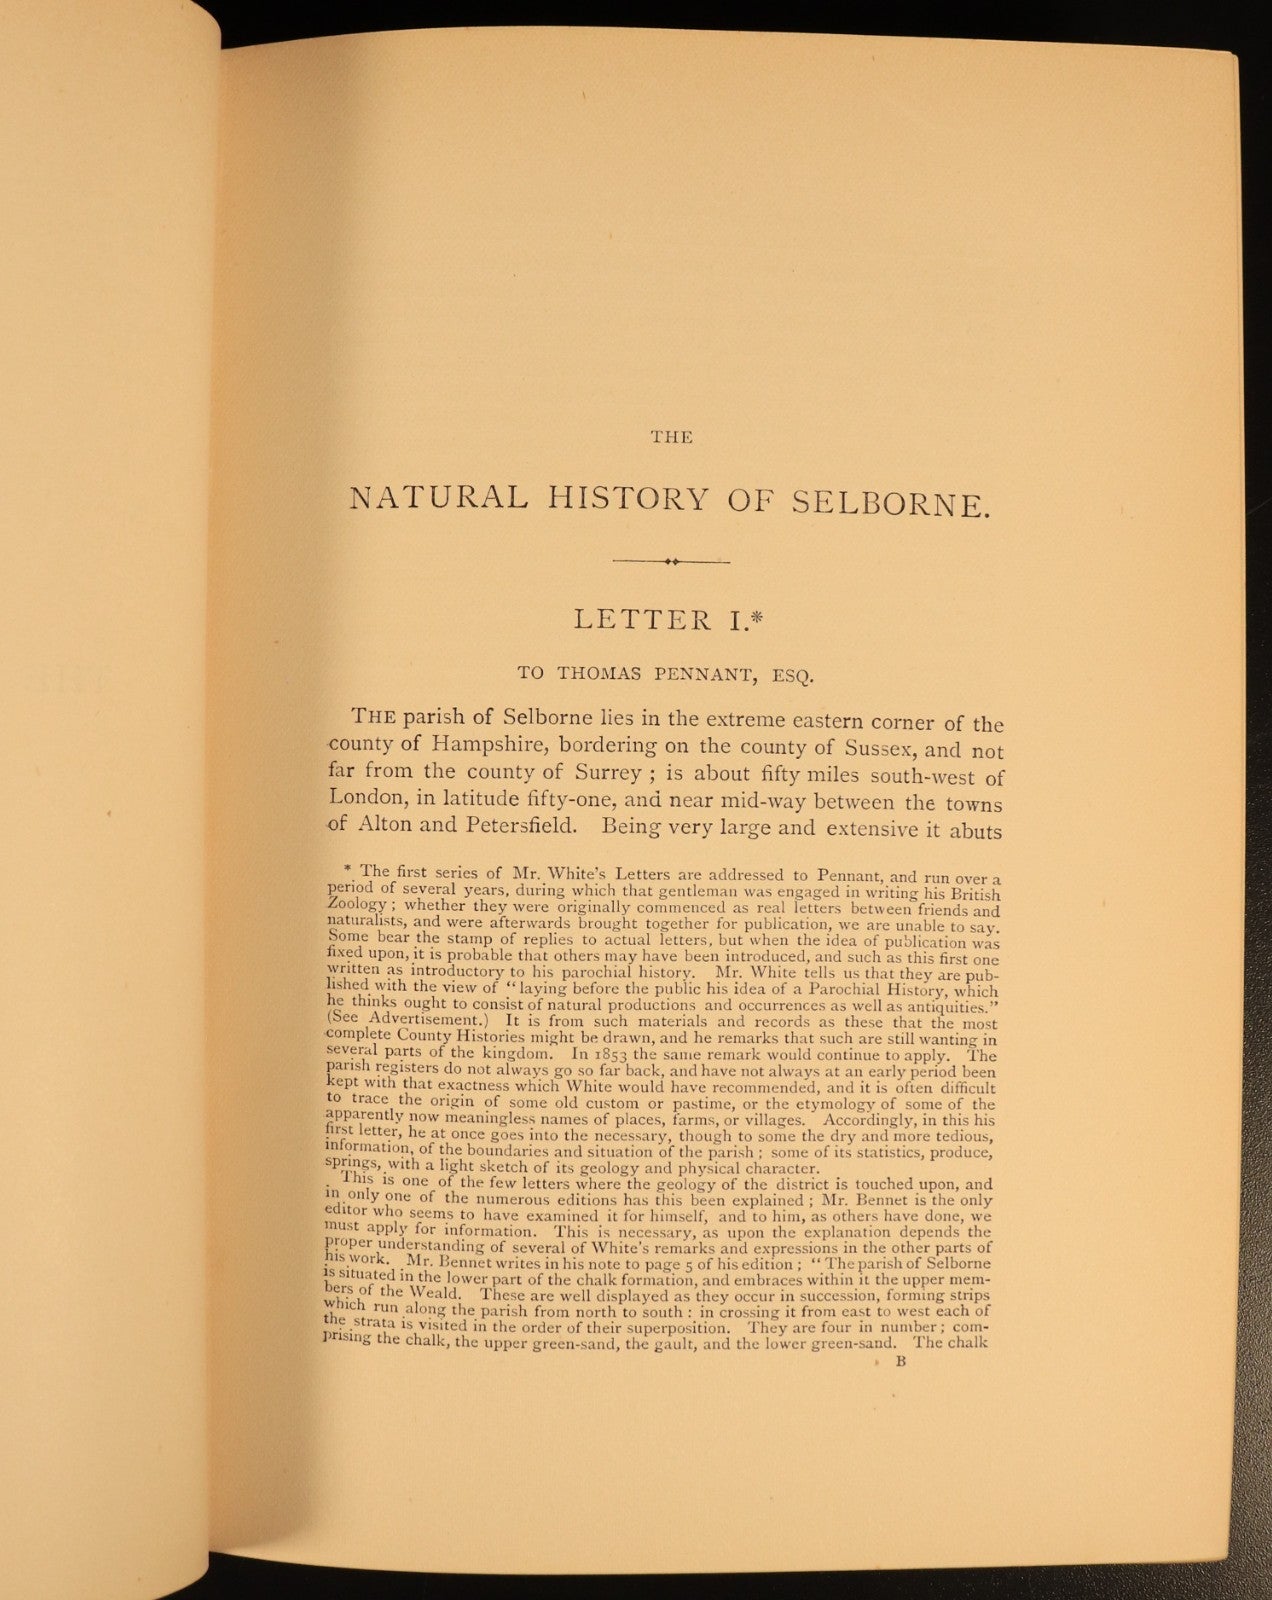 THE
NATURAL HISTORY OF SELBORNE.
LETTER I.*
TO THOMAS PENNANT, ESQ.
THE parish of Selborne lies in the extreme eastern corner of the
county of Hampshire, bordering on the county of Sussex, and not
far from the county of Surrey; is about fifty miles south-west of
London, in latitude fifty-one, and near mid-way between the towns
of Alton and Petersfield. Being very large and extensive it abuts
* The first series of Mr. White's Letters are addressed to Pennant, and run over a
period of several years, during which that gentleman was engaged in writing his British
Zoology; whether they were originally commenced as real letters between friends and
naturalists, and were afterwards brought together for publication, we are unable to say.
Some bear the stamp of replies to actual letters, but when the idea of publication was
fixed upon, it is probable that others may have been introduced, and such as this first one
written as introductory to his parochial history. Mr. White tells us that they are pub-
lished with the view of "laying before the public his idea of a Parochial History, which
he thinks ought to consist of natural productions and occurrences as well as antiquities."
(See Advertisement.) It is from such materials and records as these that the most
complete County Histories might be drawn, and he remarks that such are still wanting in
several parts of the kingdom. In 1853 the same remark would continue to apply. The
parish registers do not always go so far back, and have not always at an early period been
kept with that exactness which White would have recommended, and it is often difficult
to trace the origin of some old custom or pastime, or the etymology of some of the
apparently now meaningless names of places, farms, or villages. Accordingly, in this his
first letter, he at once goes into the necessary, though to some the dry and more tedious,
information, of the boundaries and situation of the parish; some of its statistics, produce,
springs, with a light sketch of its geology and physical character.
This is one of the few letters where the geology of the district is touched upon, and
in only one of the numerous editions has this been explained; Mr. Bennet is the only
editor who seems to have examined it for himself, and to him, as others have done, we
must apply for information. This is necessary, as upon the explanation depends the
proper understanding of several of White's remarks and expressions in the other parts of
his work. Mr. Bennet writes in his note to page 5 of his edition; "The parish of Selborne
is situated in the lower part of the chalk formation, and embraces within it the upper mem-
bers of the Weald. These are well displayed as they occur in succession, forming strips
which run along the parish from north to south: in crossing it from east to west each of
the strata is visited in the order of their superposition. They are four in number; com-
prising the chalk, the upper green-sand, the gault, and the lower green-sand. The chalk
B